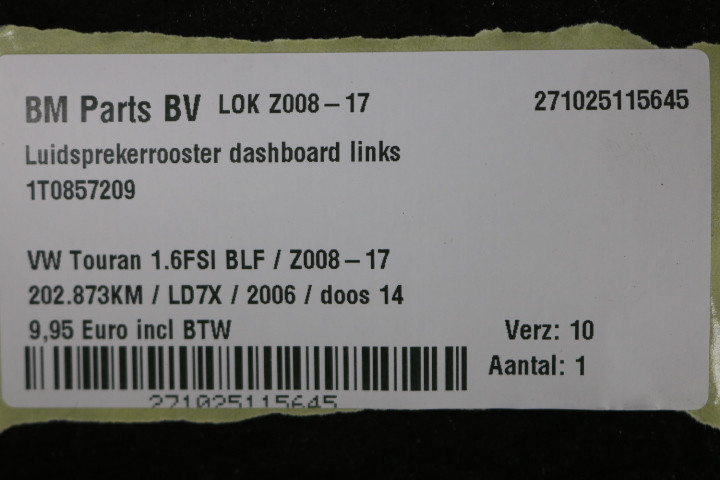 BM Parts BV LOK Z008-17 271025115645
Luidsprekerrooster dashboard links
1T0857209
VW Touran 1.6FSI BLF / Z008-17
202.873KM / LD7X / 2006 / doos 14
9,95 Euro incl BTW Verz: 10
Aantal: 1
271025115645